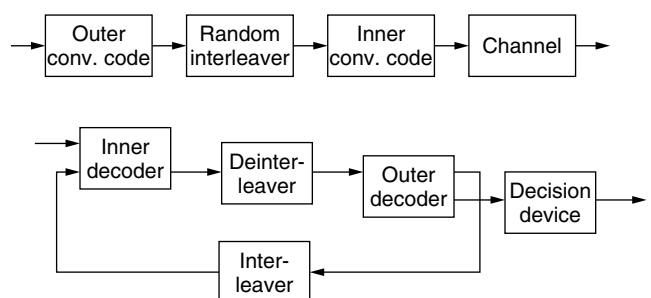 Outer
conv. code
Random
interleaver
Inner
conv. code
Channel
Inner
decoder
Deinter-
leaver
Outer
decoder
Decision
device
Inter-
leaver